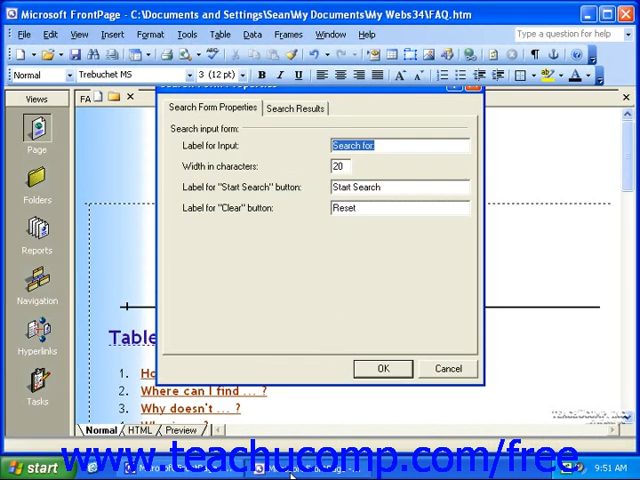 Microsoft FrontPage - C:\Documents and Settings\Sean\My Documents\My Webs34\FAQ.htm
File Edit View Insert Format Tools Table Data Frames Window Help Type a question for help
Normal Trebuchet MS 3 (12 pt) B I U
Views FA
Search Form Properties Search Results
Search input form:
Label for Input: Search for:
Width in characters: 20
Label for "Start Search" button: Start Search
Label for "Clear" button: Reset
Page
Folders
Reports
Navigation
Hyperlinks
Tasks
OK Cancel
Table
1. Ho
2. Where can I find ... ?
3. Why doesn't ... ?
Normal HTML Preview
www.teachucomp.com/free
start 9:51 AM